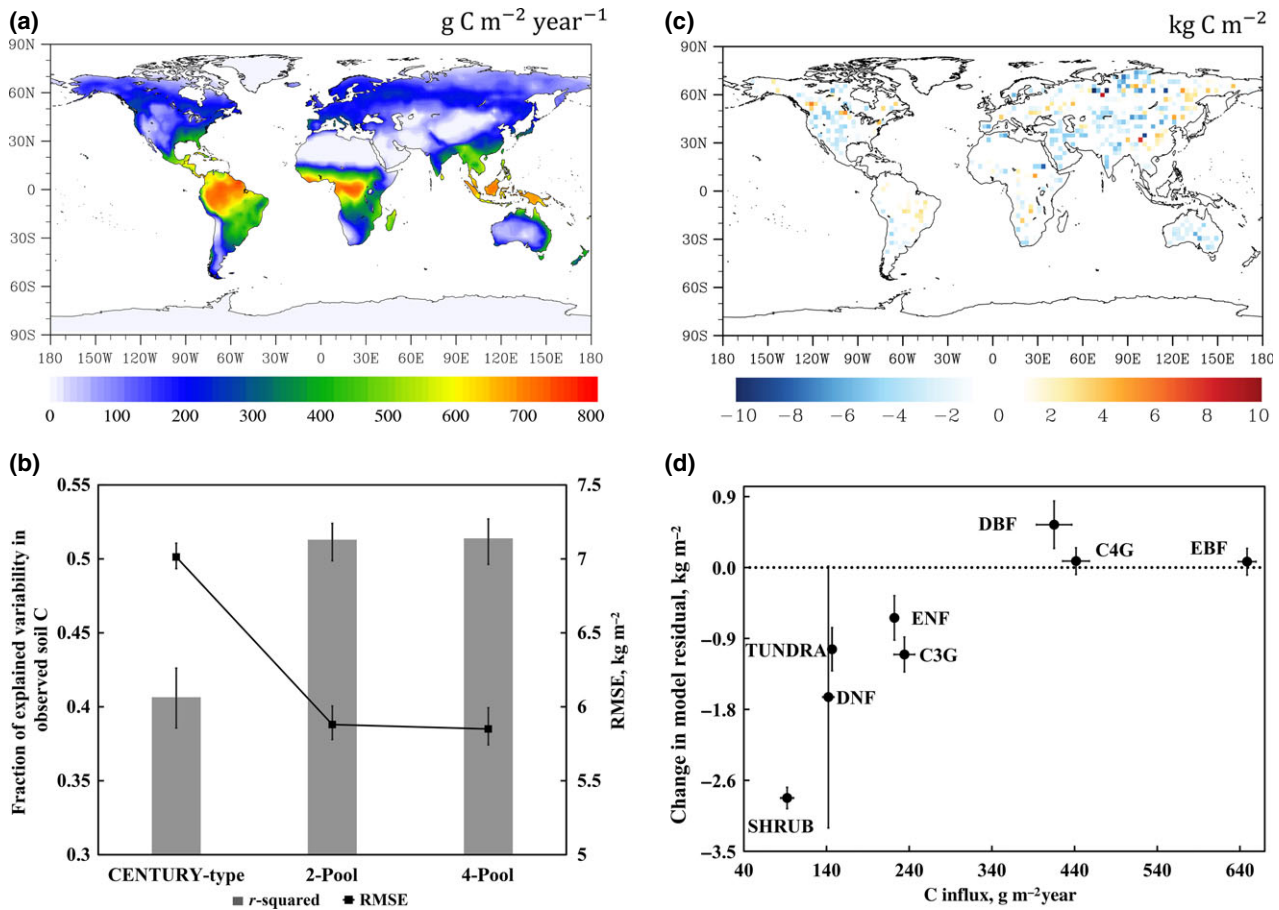 (a)
g C m⁻² year⁻¹
90N
60N
30N
0
30S
60S
90S
180 150W 120W 90W 60W 30W 0 30E 60E 90E 120E 150E 180
0 100 200 300 400 500 600 700 800
(c)
kg C m⁻²
90N
60N
30N
0
30S
60S
90S
180 150W 120W 90W 60W 30W 0 30E 60E 90E 120E 150E 180
−10 −8 −6 −4 −2 0 2 4 6 8 10
(b)
Fraction of explained variability in
observed soil C
0.55
0.5
0.45
0.4
0.35
0.3
7.5
7
6.5
6
5.5
5
RMSE, kg m⁻²
CENTURY-type 2-Pool 4-Pool
r-squared RMSE
(d)
Change in model residual, kg m⁻²
0.9
0.0
−0.9
−1.8
−2.6
−3.5
DBF
C4G
EBF
ENF
TUNDRA
C3G
DNF
SHRUB
40 140 240 340 440 540 640
C influx, g m⁻²year